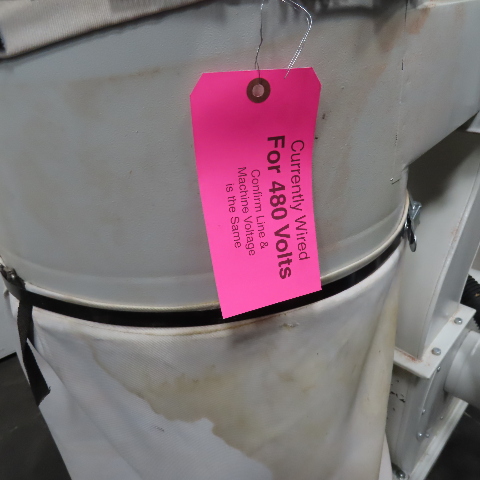 Currently Wired
For 480 Volts
Confirm Line &
Machine Voltage
is the Same